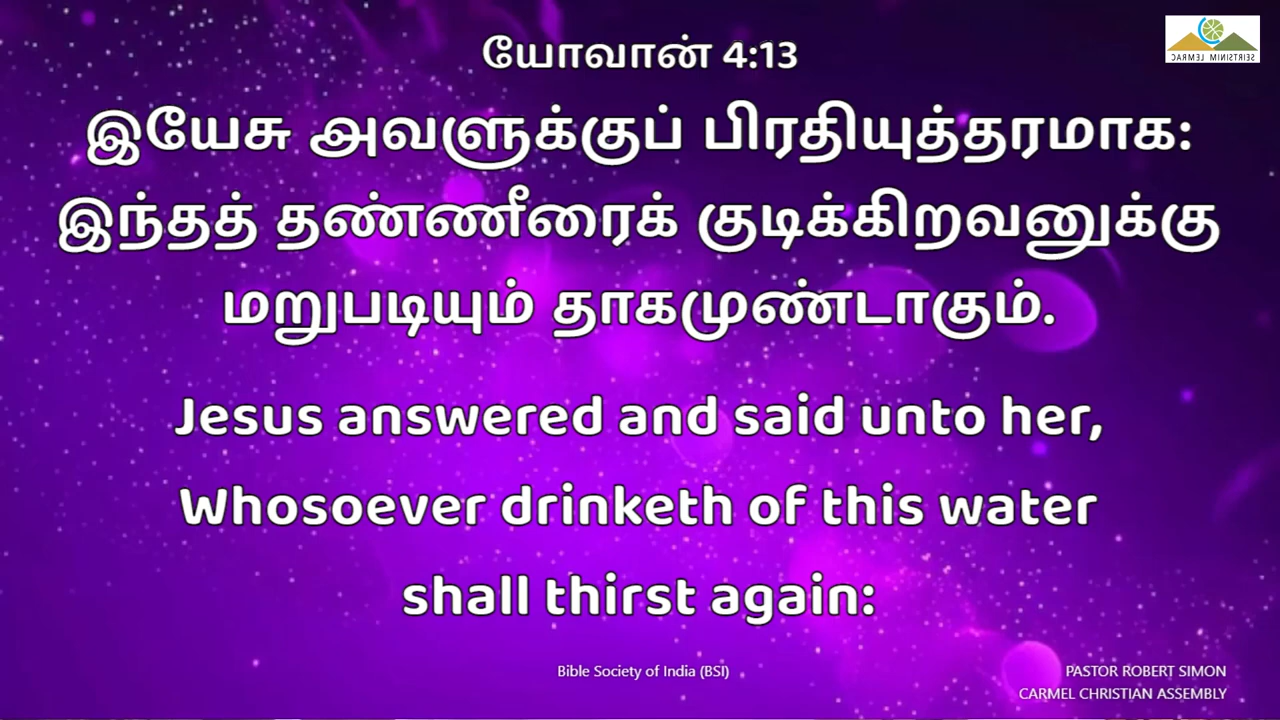 யோவான் 4:13
CARMEL MINISTRIES
இயேசு அவளுக்குப் பிரதியுத்தரமாக:
இந்தத் தண்ணீரைக் குடிக்கிறவனுக்கு
மறுபடியும் தாகமுண்டாகும்.
Jesus answered and said unto her,
Whosoever drinketh of this water
shall thirst again:
Bible Society of India (BSI)
PASTOR ROBERT SIMON
CARMEL CHRISTIAN ASSEMBLY